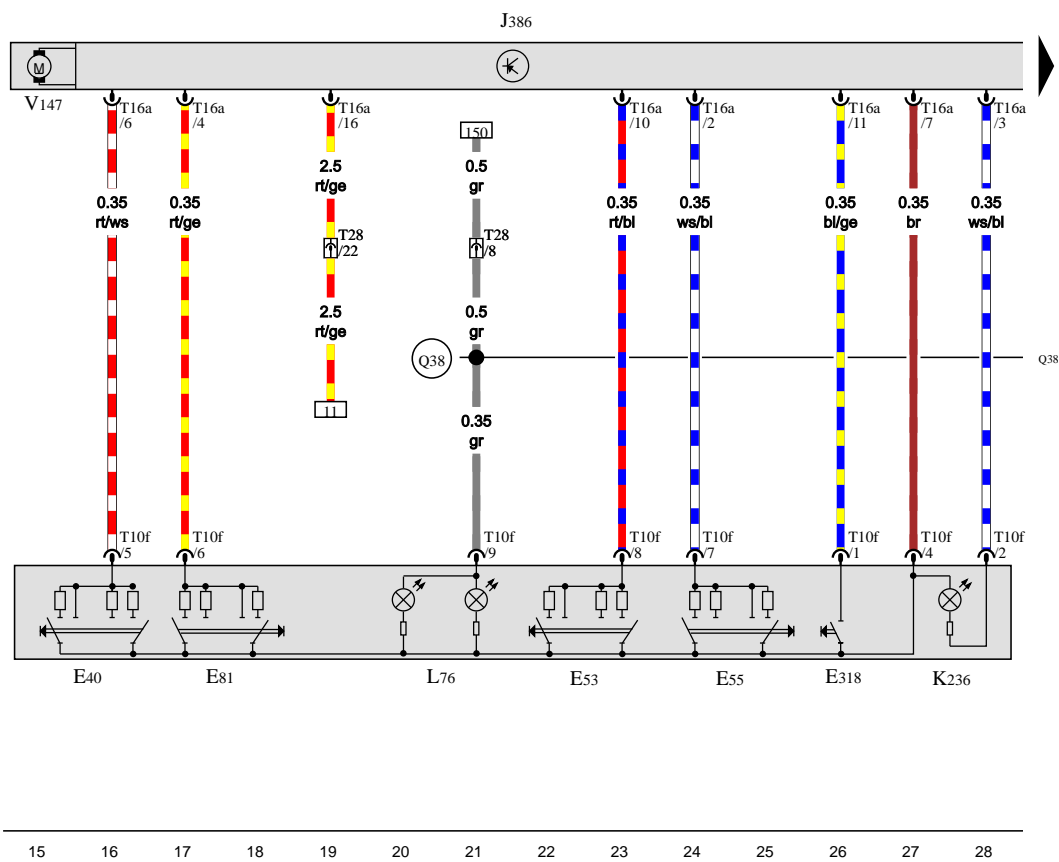 J386
V147
T16a
/6
T16a
/4
T16a
/16
T16a
/10
T16a
/2
T16a
/11
T16a
/7
T16a
/3
150
2.5
rt/ge
0.5
gr
0.35
rt/ws
0.35
rt/ge
0.35
rt/bl
0.35
ws/bl
0.35
bl/ge
0.35
br
0.35
ws/bl
T28
/22
T28
/8
2.5
rt/ge
0.5
gr
Q38
Q38
11
0.35
gr
T10f
/5
T10f
/6
T10f
/9
T10f
/8
T10f
/7
T10f
/1
T10f
/4
T10f
/2
M
E40
E81
L76
E53
E55
E318
K236
15 16 17 18 19 20 21 22 23 24 25 26 27 28